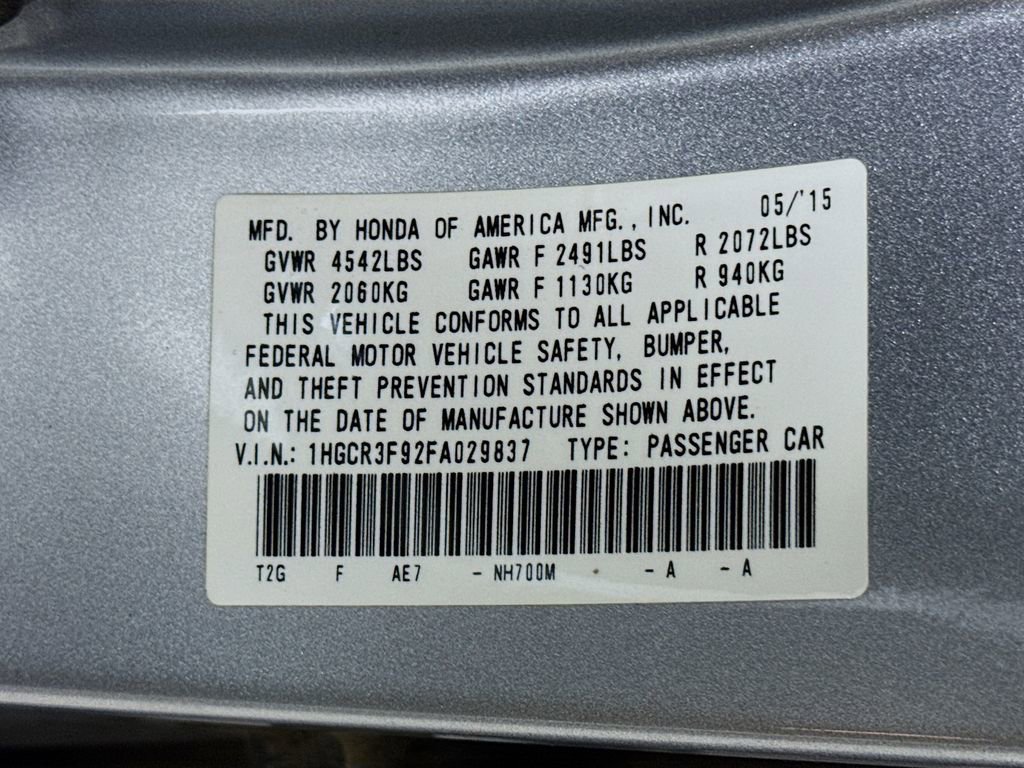 MFD. BY HONDA OF AMERICA MFG., INC. 05/'15
GVWR 4542LBS GAWR F 2491LBS R 2072LBS
GVWR 2060KG GAWR F 1130KG R 940KG
THIS VEHICLE CONFORMS TO ALL APPLICABLE
FEDERAL MOTOR VEHICLE SAFETY, BUMPER,
AND THEFT PREVENTION STANDARDS IN EFFECT
ON THE DATE OF MANUFACTURE SHOWN ABOVE.
V.I.N.: 1HGCR3F92FA029837 TYPE: PASSENGER CAR
T2G F AE7 - NH700M - A - A